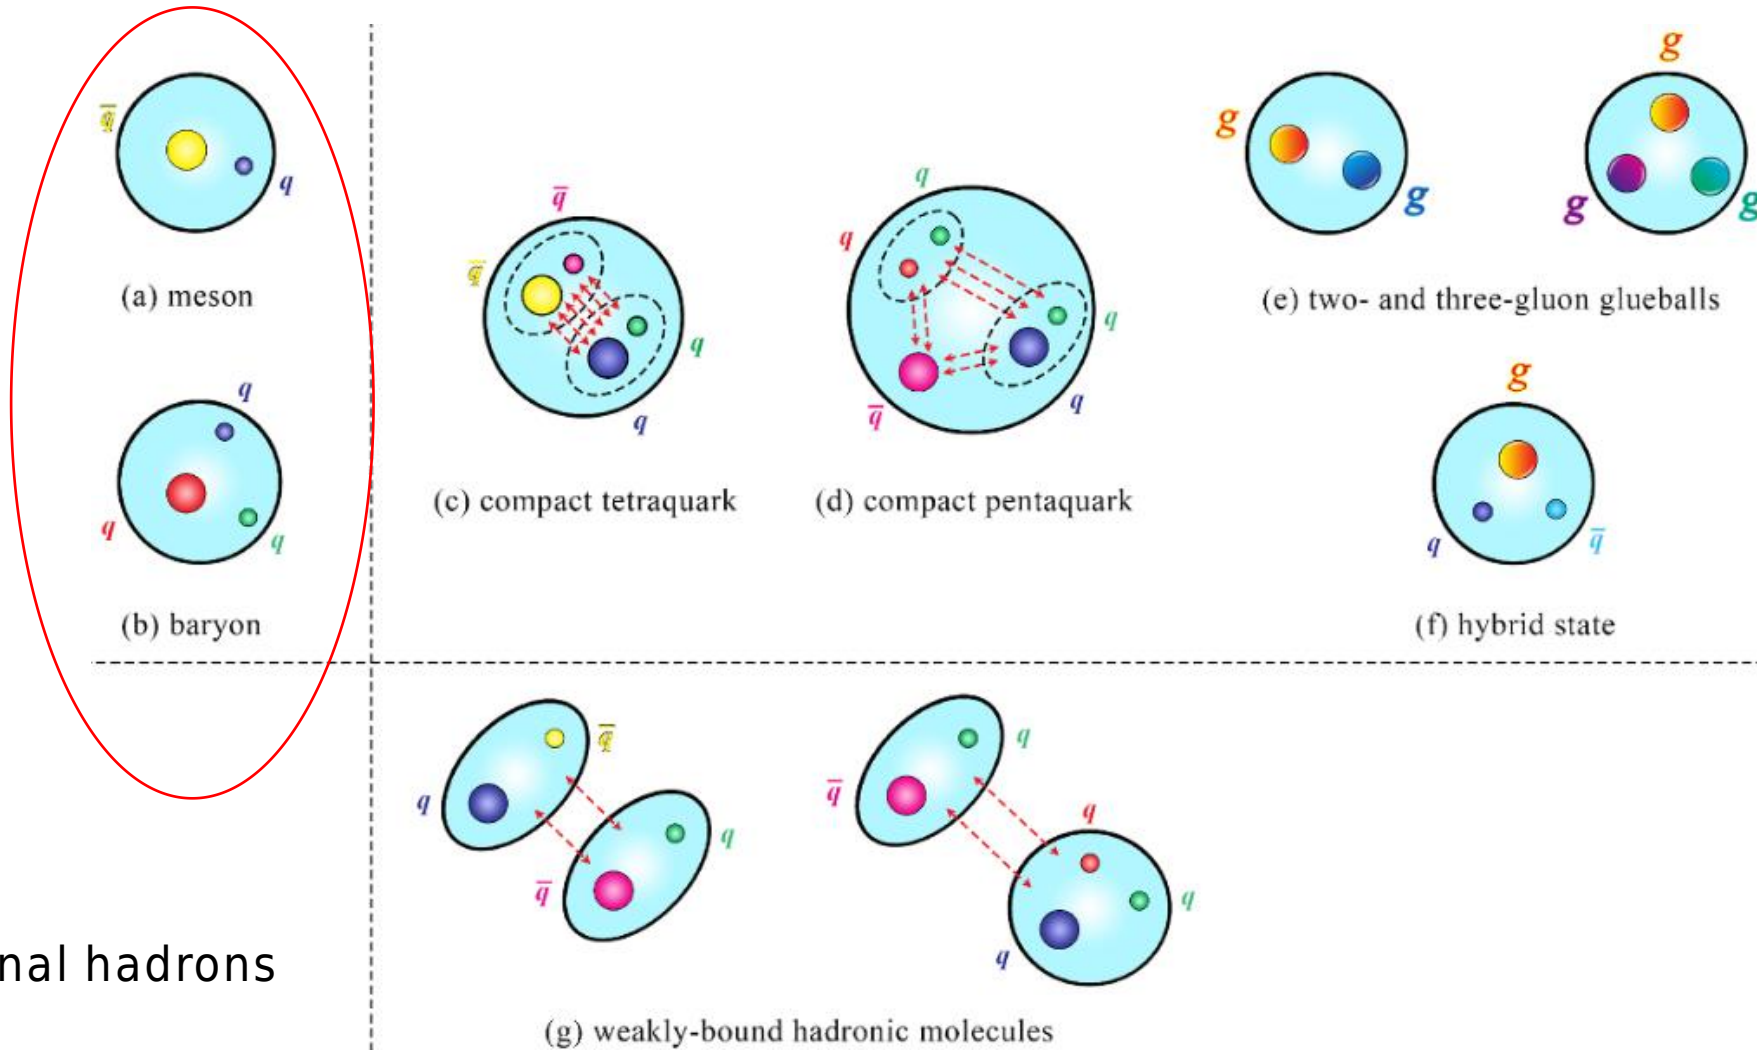 q̅
q
(a) meson
q
q
q
(b) baryon
q̅
q̅
q
q
(c) compact tetraquark
q
q
q
q
q̅
(d) compact pentaquark
g
g
g
g
g
(e) two- and three-gluon glueballs
g
q
q̅
(f) hybrid state
q̅
q
q
q̅
q
q̅
q
q
q
(g) weakly-bound hadronic molecules
nal hadrons